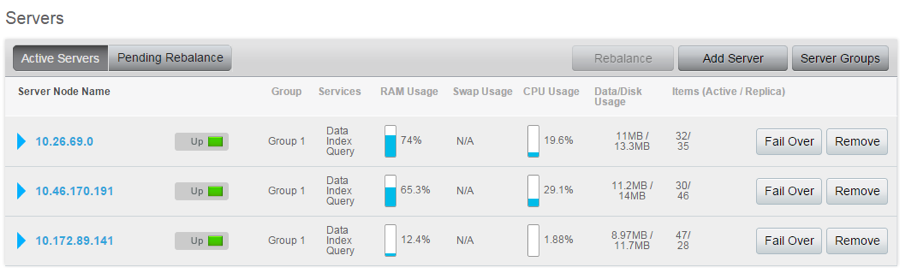 Servers
Active Servers Pending Rebalance Rebalance Add Server Server Groups
Server Node Name Group Services RAM Usage Swap Usage CPU Usage Data/Disk Usage Items (Active / Replica)
10.26.69.0 Up Group 1 Data Index Query 74% N/A 19.6% 11MB / 13.3MB 32/ 35 Fail Over Remove
10.46.170.191 Up Group 1 Data Index Query 65.3% N/A 29.1% 11.2MB / 14MB 30/ 46 Fail Over Remove
10.172.89.141 Up Group 1 Data Index Query 12.4% N/A 1.88% 8.97MB / 11.7MB 47/ 28 Fail Over Remove